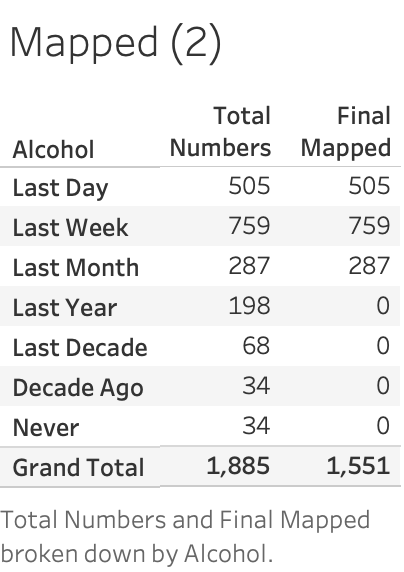 Mapped (2)
Total Final
Alcohol Numbers Mapped
Last Day 505 505
Last Week 759 759
Last Month 287 287
Last Year 198 0
Last Decade 68 0
Decade Ago 34 0
Never 34 0
Grand Total 1,885 1,551
Total Numbers and Final Mapped
broken down by Alcohol.